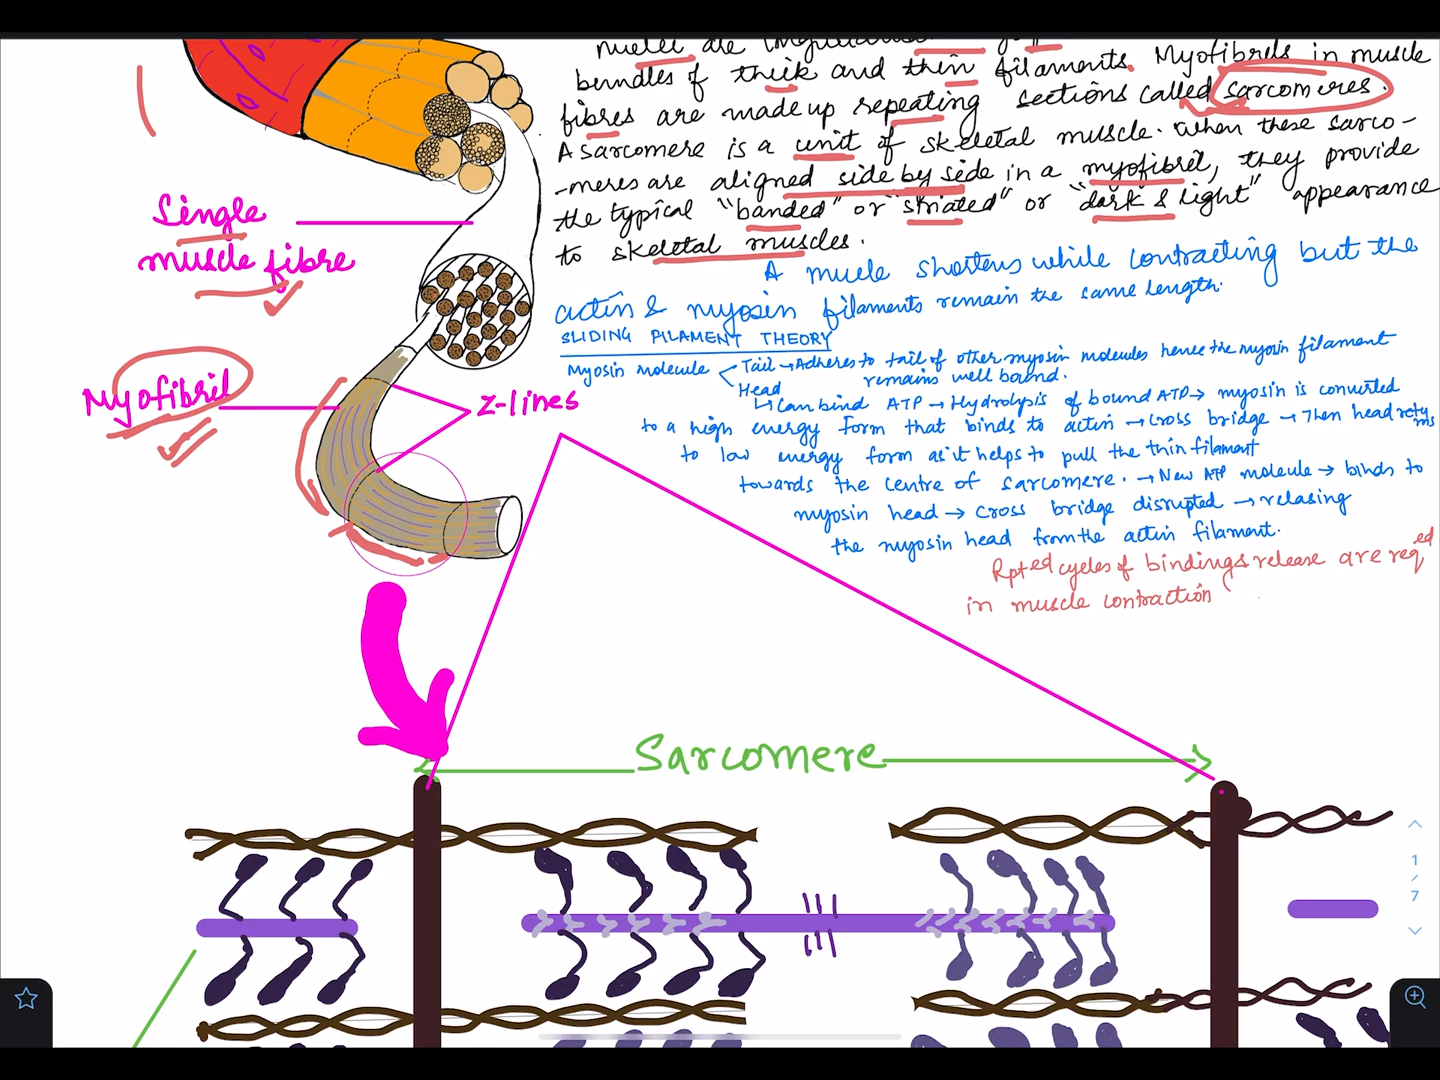 nuclei are
bundles of thick and thin filaments. Myofibrils in muscle
fibres are made up repeating sections called sarcomeres.
A sarcomere is a unit of skeletal muscle. When these sarco-
-meres are aligned side by side in a myofibril, they provide
the typical "banded" or "striated" or "dark & light" appearance
to skeletal muscles.
Single
muscle fibre
A mucle shortens while contracting but the
actin & myosin filaments remain the same length.
SLIDING FILAMENT THEORY
Myosin molecule Tail → Adheres to tail of other myosin molecules hence the myosin filament
remains well bound.
Head
↳ Can bind ATP → Hydrolysis of bound ATP → myosin is converted
to a high energy form that binds to actin → cross bridge → Then head returns
to low energy form as it helps to pull the thin filament
towards the centre of sarcomere. → New ATP molecule → binds to
myosin head → cross bridge disrupted → relasing
the myosin head from the actin filament.
Rpted cycles of binding & release are reqed
in muscle contraction
Myofibril
Z-lines
Sarcomere
1
/
7